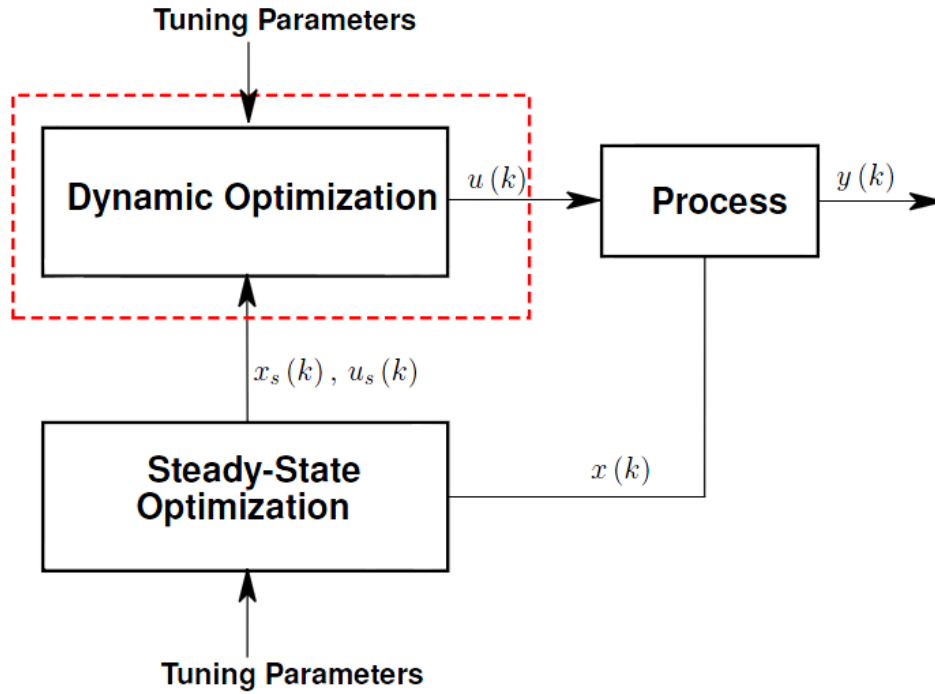 Tuning Parameters
Dynamic Optimization
u (k)
Process
y (k)
x_s (k) , u_s (k)
Steady-State
Optimization
x (k)
Tuning Parameters